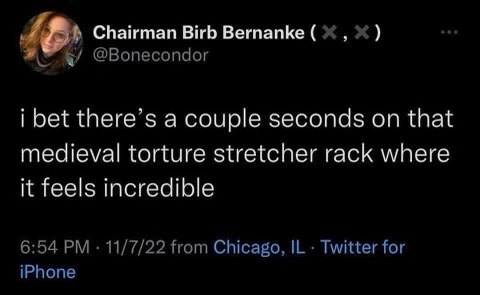 Chairman Birb Bernanke ( ✖ , ✖ )
@Bonecondor
i bet there’s a couple seconds on that
medieval torture stretcher rack where
it feels incredible
6:54 PM · 11/7/22 from Chicago, IL · Twitter for
iPhone